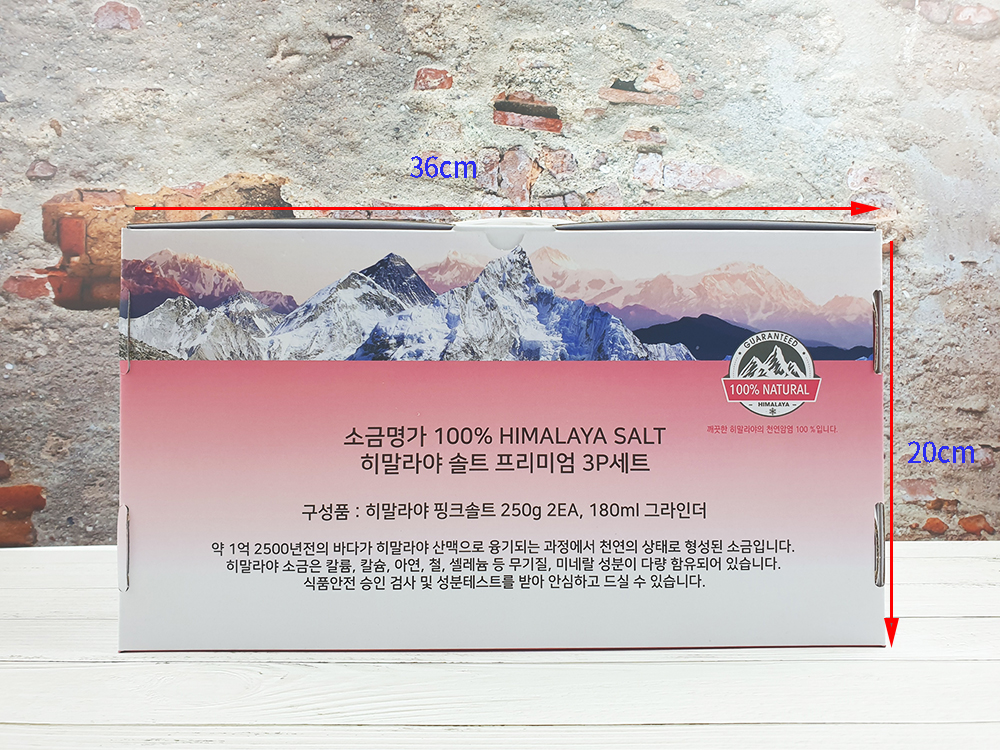 36cm
GUARANTEED
100% NATURAL
- HIMALAYA -
깨끗한 히말라야의 천연암염 100 %입니다.
소금명가 100% HIMALAYA SALT
히말라야 솔트 프리미엄 3P세트
20cm
구성품 : 히말라야 핑크솔트 250g 2EA, 180ml 그라인더
약 1억 2500년전의 바다가 히말라야 산맥으로 융기되는 과정에서 천연의 상태로 형성된 소금입니다.
히말라야 소금은 칼륨, 칼슘, 아연, 철, 셀레늄 등 무기질, 미네랄 성분이 다량 함유되어 있습니다.
식품안전 승인 검사 및 성분테스트를 받아 안심하고 드실 수 있습니다.